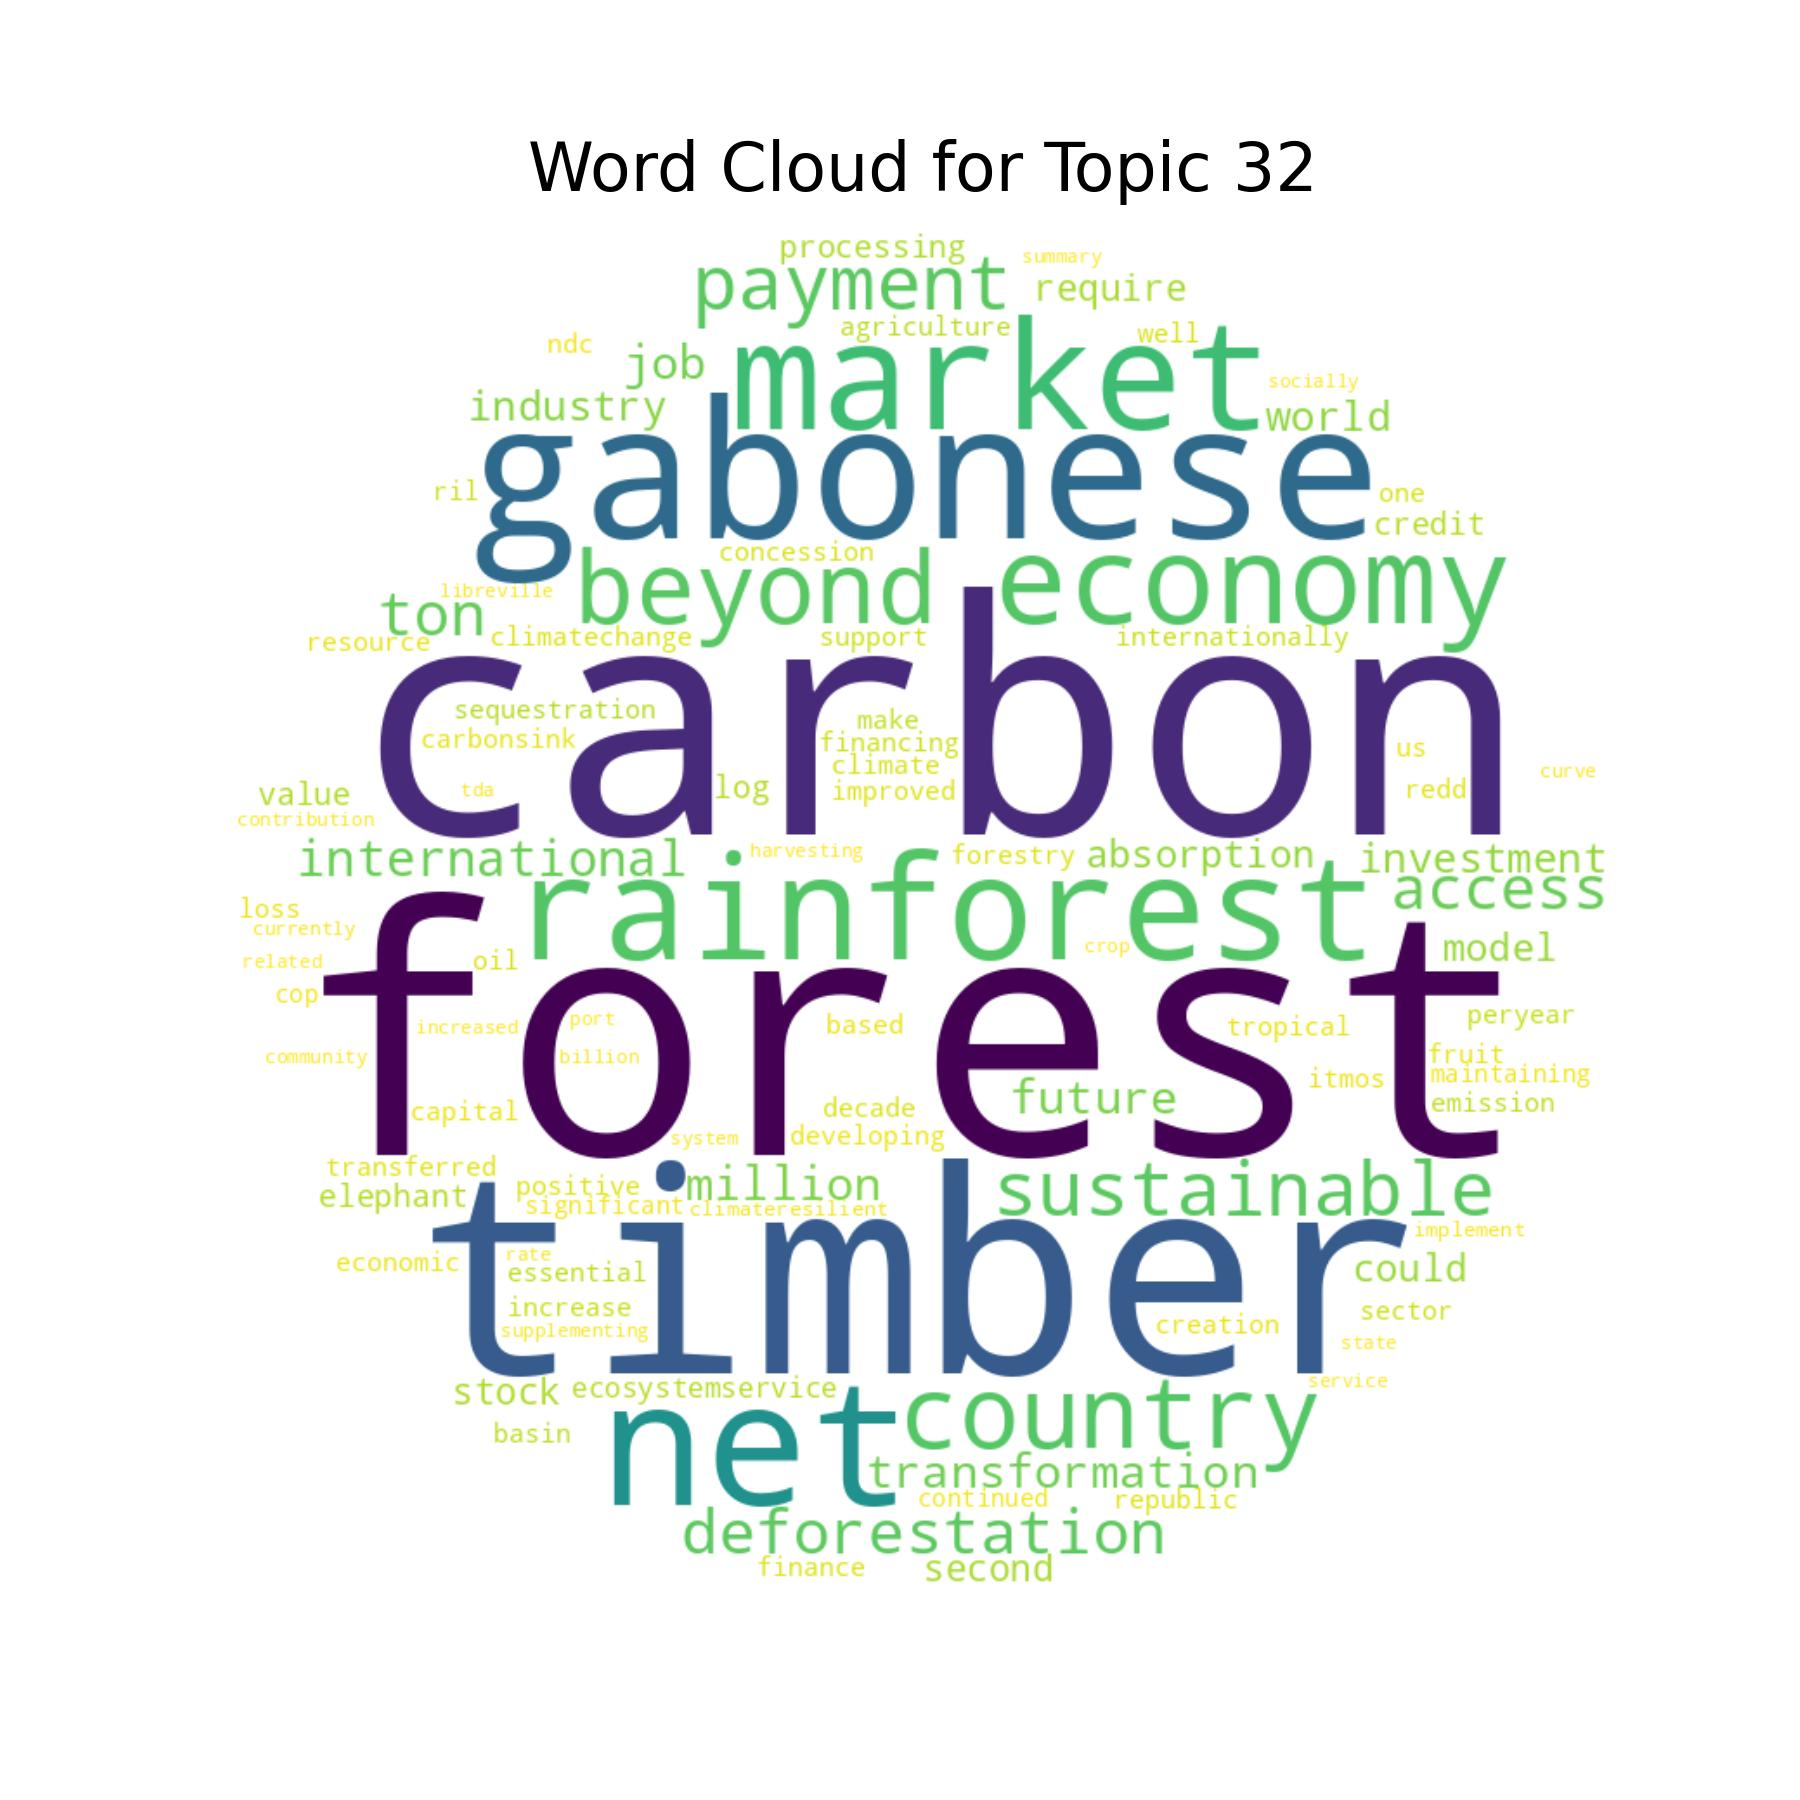 Word Cloud for Topic 32
processing
summary
payment
require
agriculture
well
ndc
job
market
socially
industry
world
gabonese
ril
one
credit
concession
beyond
economy
libreville
ton
resource
climatechange
support
internationally
carbon
sequestration
make
carbonsink
financing
us
climate
curve
value
tda
log
improved
redd
contribution
international
harvesting
forestry
absorption
investment
rainforest
access
loss
currently
crop
model
related
oil
cop
forest
increased
port
based
tropical
peryear
community
billion
fruit
maintaining
itmos
future
emission
capital
decade
system
developing
transferred
elephant
positive
million
sustainable
significant
climateresilient
timber
implement
economic
rate
essential
could
increase
sector
supplementing
creation
state
stock
ecosystemservice
service
basin
net
country
transformation
continued
republic
deforestation
finance
second